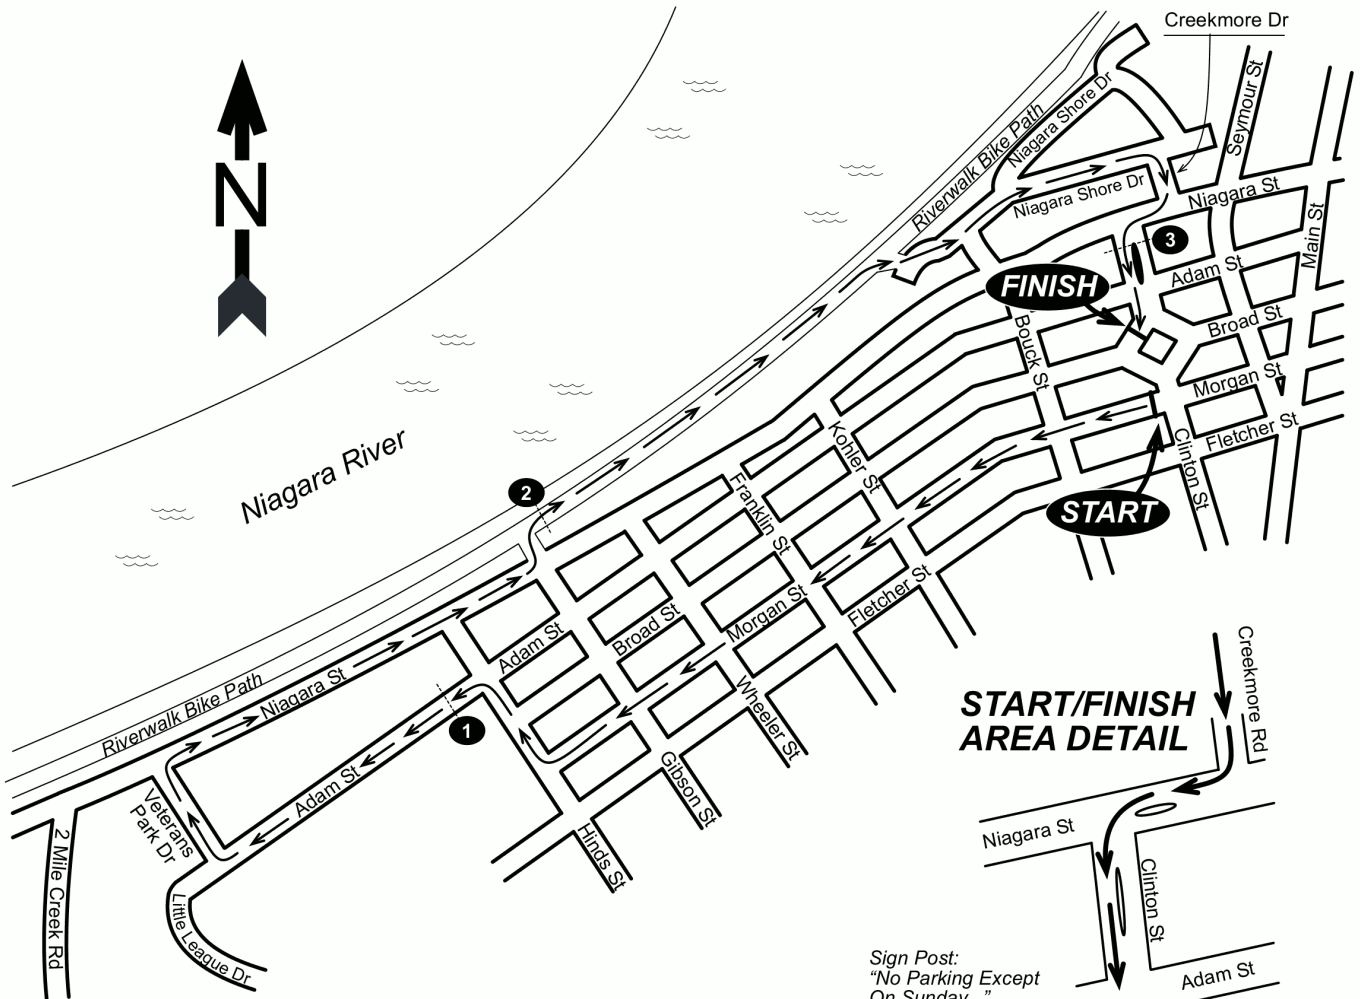 Creekmore Dr
N
Riverwalk Bike Path
Niagara Shore Dr
Seymour St
Niagara Shore Dr
Niagara St
Main St
3
Adam St
FINISH
Broad St
Bouck St
Morgan St
Fletcher St
Clinton St
START
Niagara River
2
Kohler St
Franklin St
Adam St
Broad St
Morgan St
Fletcher St
Wheeler St
Gibson St
Hinds St
1
Riverwalk Bike Path
Niagara St
Adam St
Veterans
Park Dr
2 Mile Creek Rd
Little League Dr
START/FINISH
AREA DETAIL
Creekmore Rd
Niagara St
Clinton St
Adam St
Sign Post:
“No Parking Except
On Sunday...”